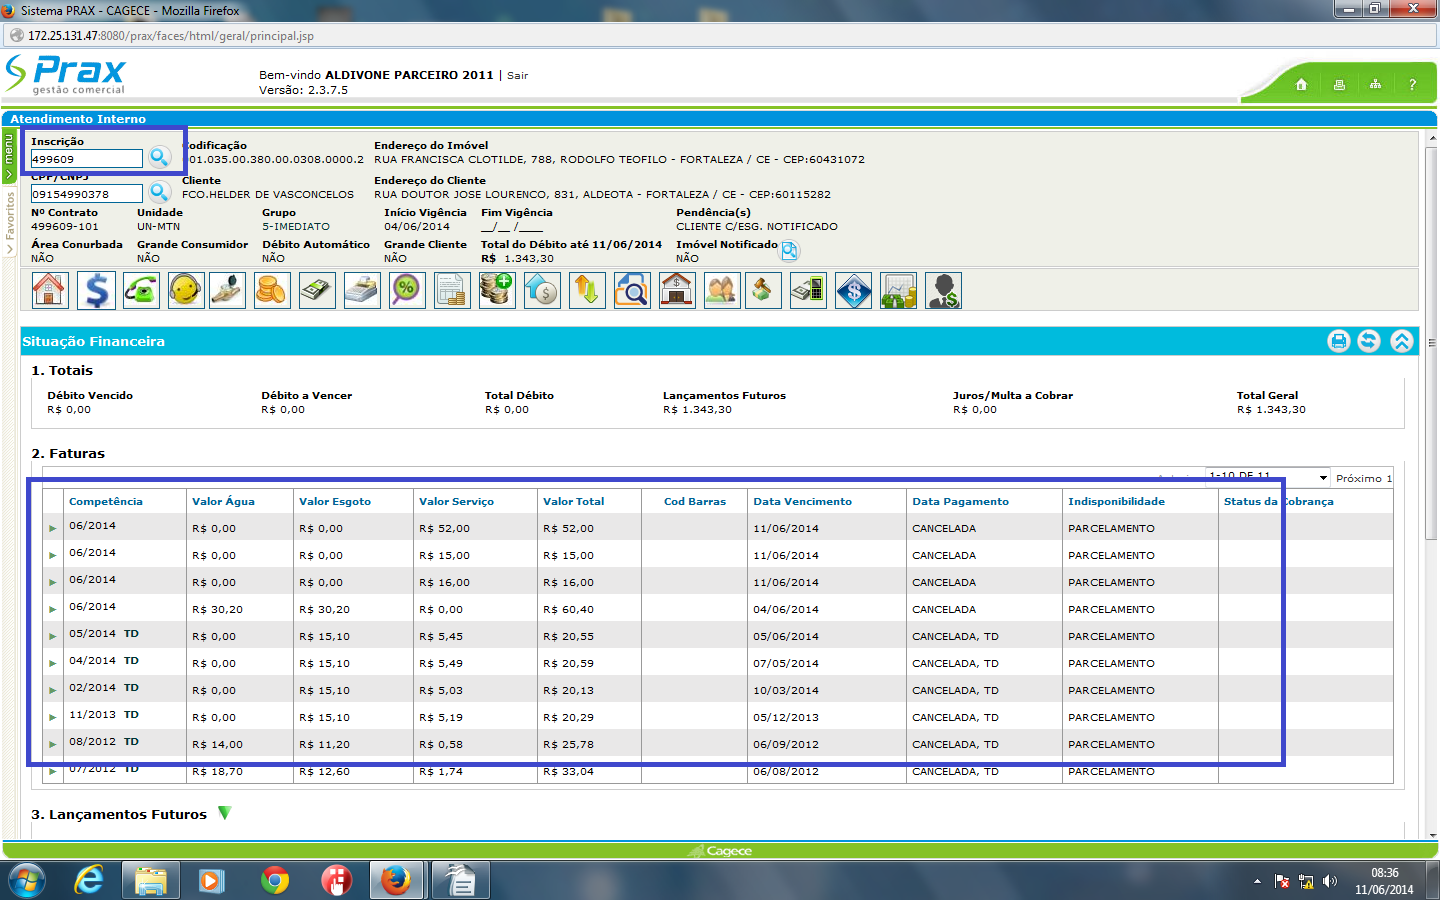 Sistema PRAX - CAGECE - Mozilla Firefox
172.25.131.47:8080/prax/faces/html/geral/principal.jsp
Prax
gestão comercial
Bem-vindo ALDIVONE PARCEIRO 2011 | Sair
Versão: 2.3.7.5
?
Atendimento Interno
menu
Favoritos
Inscrição Codificação Endereço do Imóvel
499609 01.035.00.380.00.0308.0000.2 RUA FRANCISCA CLOTILDE, 788, RODOLFO TEOFILO - FORTALEZA / CE - CEP:60431072
CPF/CNPJ Cliente Endereço do Cliente
09154990378 FCO.HELDER DE VASCONCELOS RUA DOUTOR JOSE LOURENCO, 831, ALDEOTA - FORTALEZA / CE - CEP:60115282
Nº Contrato Unidade Grupo Início Vigência Fim Vigência Pendência(s)
499609-101 UN-MTN 5-IMEDIATO 04/06/2014 __/__/____ CLIENTE C/ESG. NOTIFICADO
Área Conurbada Grande Consumidor Débito Automático Grande Cliente Total do Débito até 11/06/2014 Imóvel Notificado
NÃO NÃO NÃO NÃO R$ 1.343,30 NÃO
Situação Financeira
1. Totais
Débito Vencido Débito a Vencer Total Débito Lançamentos Futuros Juros/Multa a Cobrar Total Geral
R$ 0,00 R$ 0,00 R$ 0,00 R$ 1.343,30 R$ 0,00 R$ 1.343,30
2. Faturas
1-10 DE 11 Próximo 1
Competência Valor Água Valor Esgoto Valor Serviço Valor Total Cod Barras Data Vencimento Data Pagamento Indisponibilidade Status da Cobrança
06/2014 R$ 0,00 R$ 0,00 R$ 52,00 R$ 52,00 11/06/2014 CANCELADA PARCELAMENTO
06/2014 R$ 0,00 R$ 0,00 R$ 15,00 R$ 15,00 11/06/2014 CANCELADA PARCELAMENTO
06/2014 R$ 0,00 R$ 0,00 R$ 16,00 R$ 16,00 11/06/2014 CANCELADA PARCELAMENTO
06/2014 R$ 30,20 R$ 30,20 R$ 0,00 R$ 60,40 04/06/2014 CANCELADA PARCELAMENTO
05/2014 TD R$ 0,00 R$ 15,10 R$ 5,45 R$ 20,55 05/06/2014 CANCELADA, TD PARCELAMENTO
04/2014 TD R$ 0,00 R$ 15,10 R$ 5,49 R$ 20,59 07/05/2014 CANCELADA, TD PARCELAMENTO
02/2014 TD R$ 0,00 R$ 15,10 R$ 5,03 R$ 20,13 10/03/2014 CANCELADA, TD PARCELAMENTO
11/2013 TD R$ 0,00 R$ 15,10 R$ 5,19 R$ 20,29 05/12/2013 CANCELADA, TD PARCELAMENTO
08/2012 TD R$ 14,00 R$ 11,20 R$ 0,58 R$ 25,78 06/09/2012 CANCELADA, TD PARCELAMENTO
07/2012 TD R$ 18,70 R$ 12,60 R$ 1,74 R$ 33,04 06/08/2012 CANCELADA, TD PARCELAMENTO
3. Lançamentos Futuros
Cagece
08:36
11/06/2014